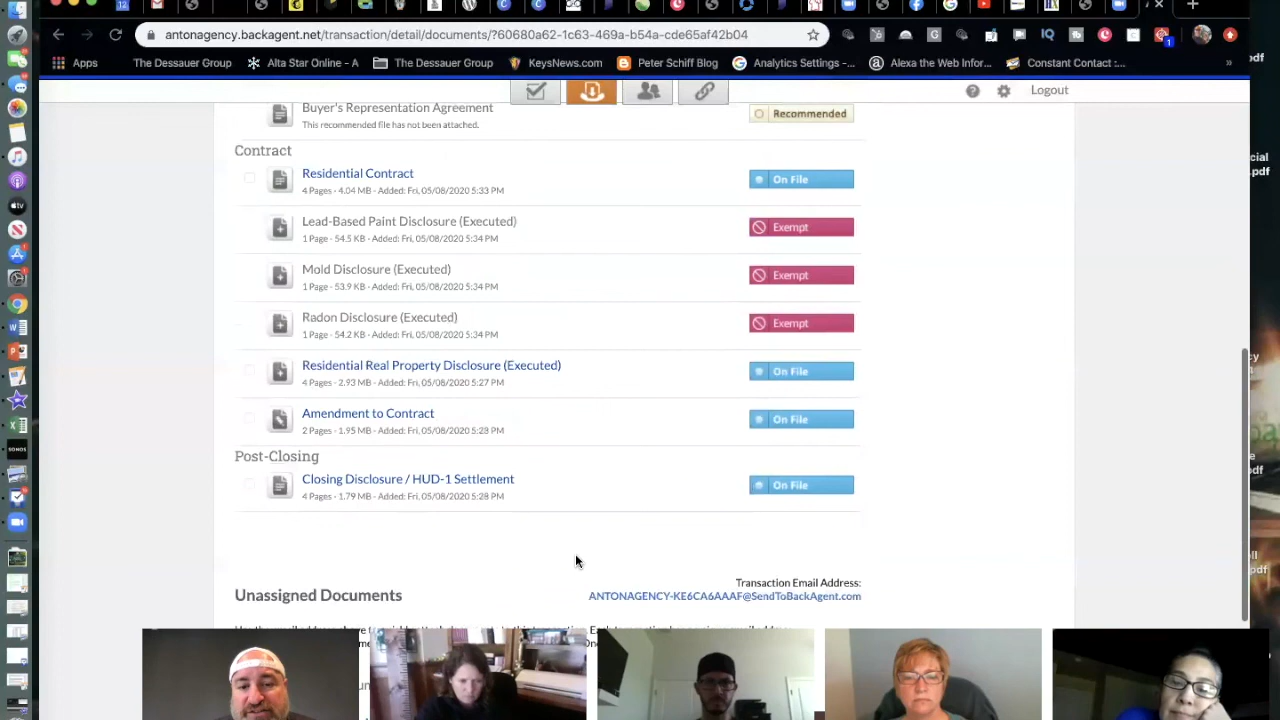 antonagency.backagent.net/transaction/detail/documents/?60680a62-1c63-469a-b54a-cde65af42b04
Apps
The Dessauer Group
Alta Star Online - A
The Dessauer Group
KeysNews.com
Peter Schiff Blog
Analytics Settings -...
Alexa the Web Infor...
Constant Contact :...
»
Logout
Buyer's Representation Agreement
This recommended file has not been attached.
Recommended
Contract
Residential Contract
4 Pages - 4.04 MB - Added: Fri, 05/08/2020 5:33 PM
On File
Lead-Based Paint Disclosure (Executed)
1 Page - 54.5 KB - Added: Fri, 05/08/2020 5:34 PM
Exempt
Mold Disclosure (Executed)
1 Page - 53.9 KB - Added: Fri, 05/08/2020 5:34 PM
Exempt
Radon Disclosure (Executed)
1 Page - 54.2 KB - Added: Fri, 05/08/2020 5:34 PM
Exempt
Residential Real Property Disclosure (Executed)
4 Pages - 2.93 MB - Added: Fri, 05/08/2020 5:27 PM
On File
Amendment to Contract
2 Pages - 1.95 MB - Added: Fri, 05/08/2020 5:23 PM
On File
Post-Closing
Closing Disclosure / HUD-1 Settlement
4 Pages - 1.79 MB - Added: Fri, 05/08/2020 5:28 PM
On File
Transaction Email Address:
Unassigned Documents
ANTONAGENCY-KE6CA6AAAF@SendToBackAgent.com
cial
.pdf
.pdf